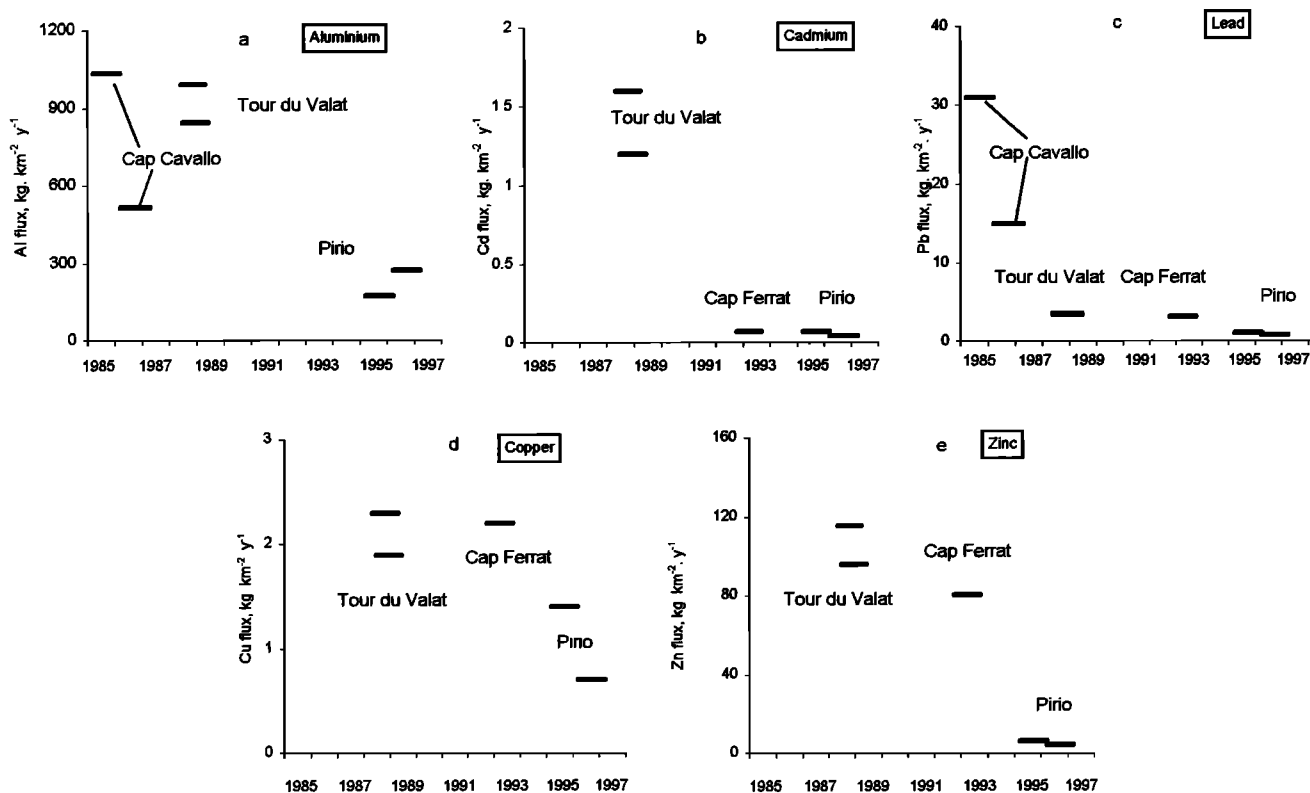 a
Aluminium
Al flux, kg. km⁻² y⁻¹
1200
900
600
300
0
Tour du Valat
Cap Cavallo
Pirio
1985 1987 1989 1991 1993 1995 1997
b
Cadmium
Cd flux, kg. km⁻² y⁻¹
2
1.5
1
0.5
0
Tour du Valat
Cap Ferrat
Pirio
1985 1987 1989 1991 1993 1995 1997
c
Lead
Pb flux, kg. km⁻². y⁻¹
40
30
20
10
0
Cap Cavallo
Tour du Valat
Cap Ferrat
Pirio
1985 1987 1989 1991 1993 1995 1997
d
Copper
Cu flux, kg km⁻² y⁻¹
3
2
1
0
Cap Ferrat
Tour du Valat
Pirio
1985 1987 1989 1991 1993 1995 1997
e
Zinc
Zn flux, kg km⁻². y⁻¹
160
120
80
40
0
Cap Ferrat
Tour du Valat
Pirio
1985 1987 1989 1991 1993 1995 1997